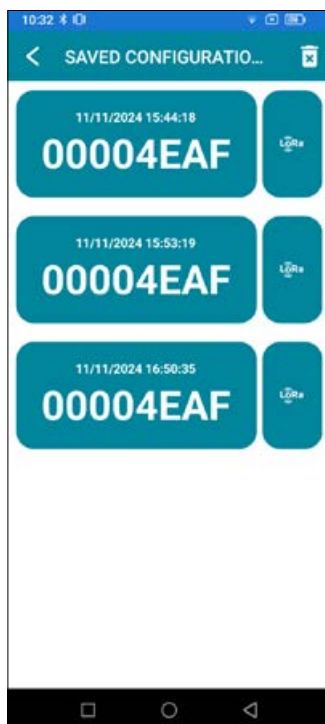 10:32
SAVED CONFIGURATIO...
11/11/2024 15:44:18
00004EAF
LoRa
11/11/2024 15:53:19
00004EAF
LoRa
11/11/2024 16:50:35
00004EAF
LoRa